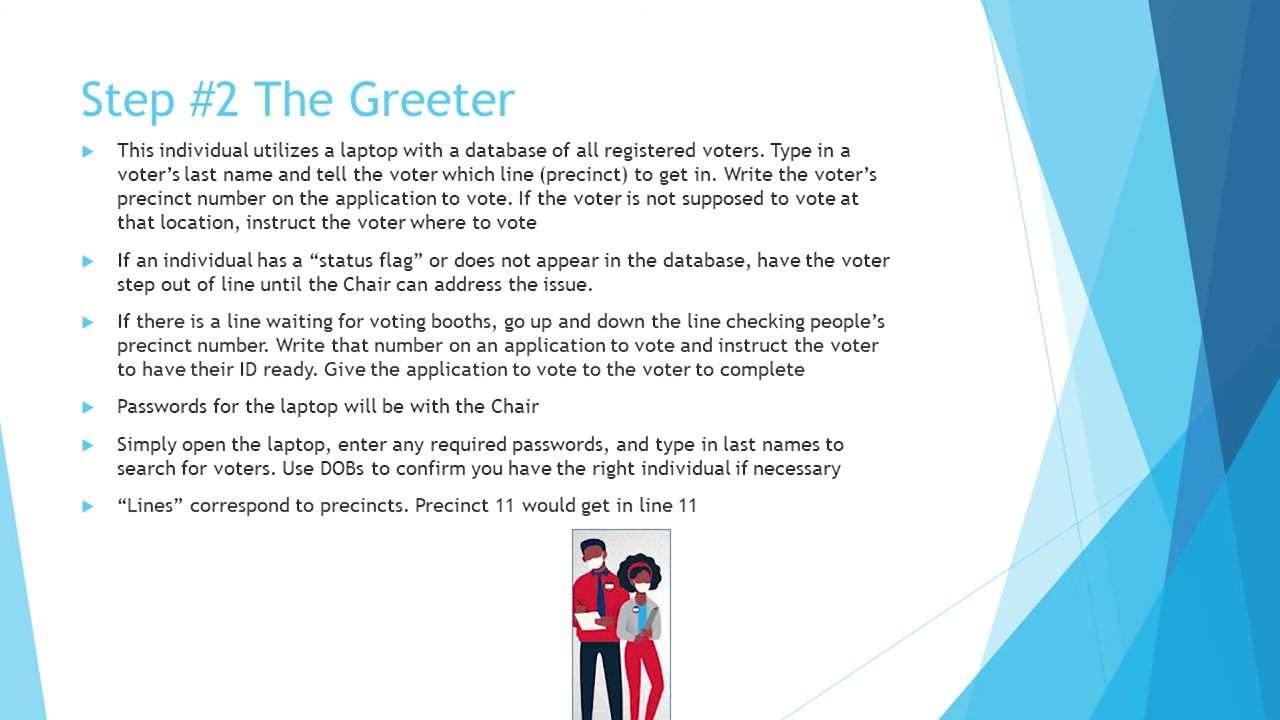 Step #2 The Greeter
This individual utilizes a laptop with a database of all registered voters. Type in a
voter’s last name and tell the voter which line (precinct) to get in. Write the voter’s
precinct number on the application to vote. If the voter is not supposed to vote at
that location, instruct the voter where to vote
If an individual has a “status flag” or does not appear in the database, have the voter
step out of line until the Chair can address the issue.
If there is a line waiting for voting booths, go up and down the line checking people’s
precinct number. Write that number on an application to vote and instruct the voter
to have their ID ready. Give the application to vote to the voter to complete
Passwords for the laptop will be with the Chair
Simply open the laptop, enter any required passwords, and type in last names to
search for voters. Use DOBs to confirm you have the right individual if necessary
“Lines” correspond to precincts. Precinct 11 would get in line 11